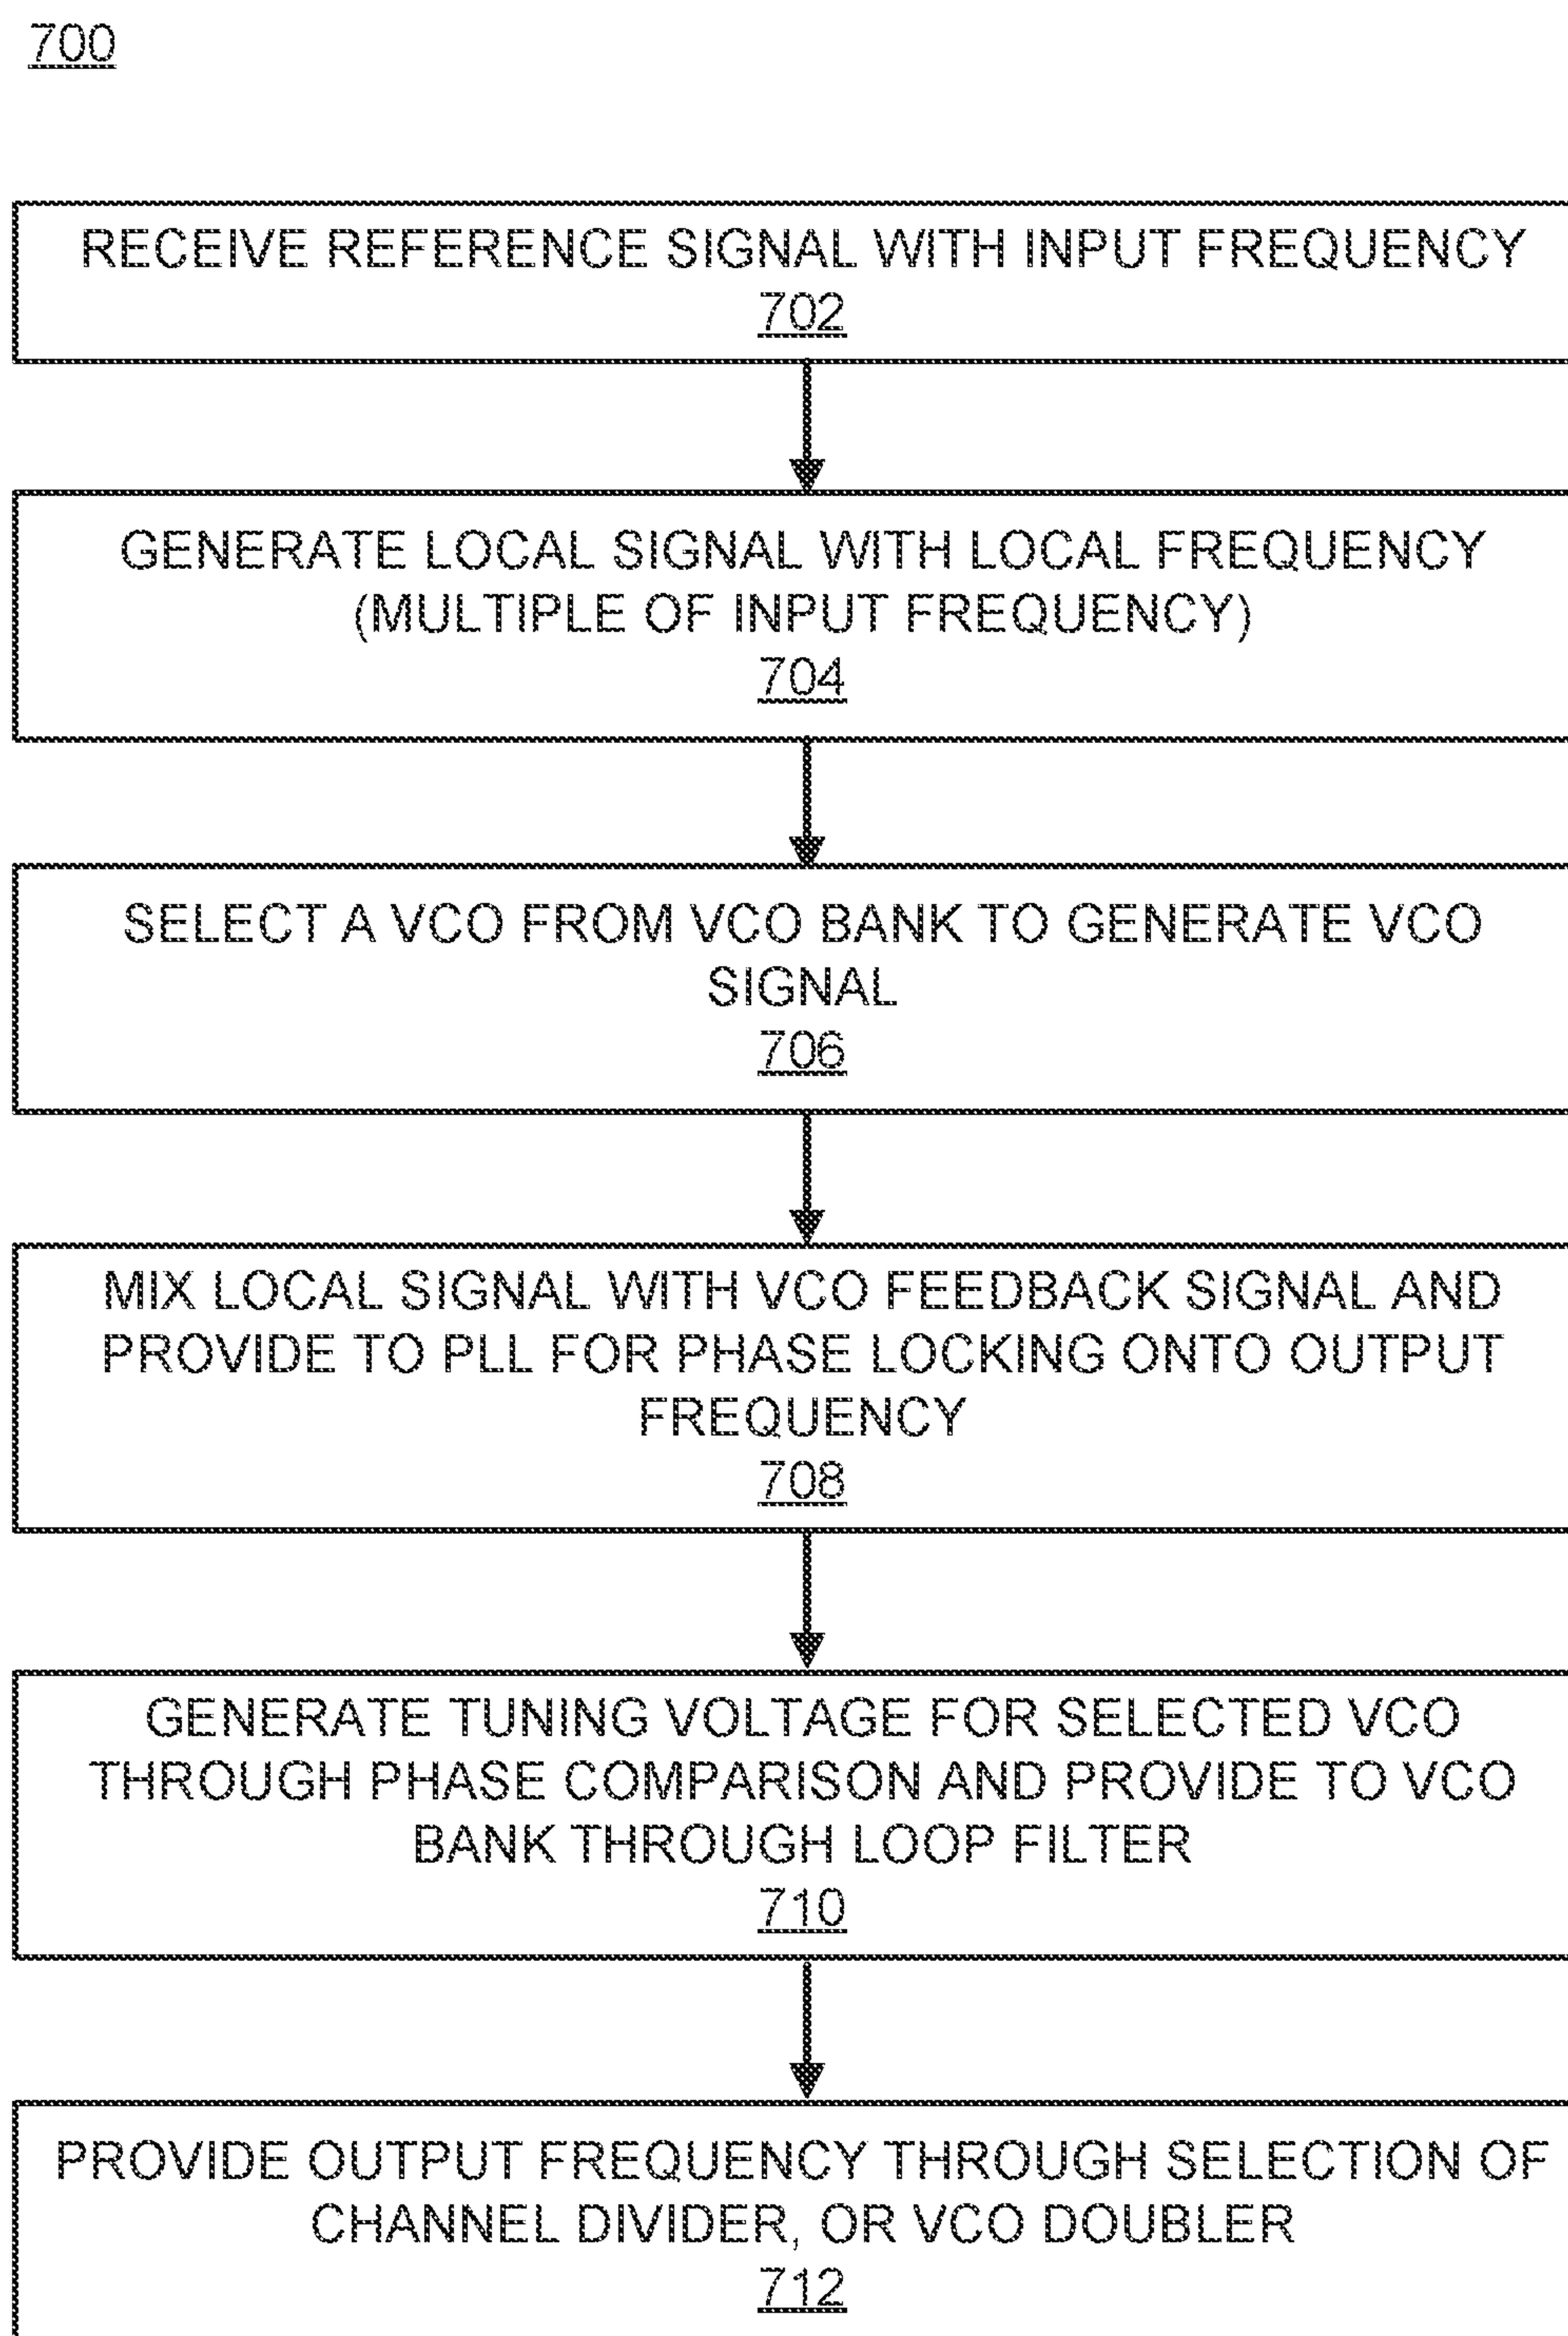 700
RECEIVE REFERENCE SIGNAL WITH INPUT FREQUENCY
702
GENERATE LOCAL SIGNAL WITH LOCAL FREQUENCY
(MULTIPLE OF INPUT FREQUENCY)
704
SELECT A VCO FROM VCO BANK TO GENERATE VCO
SIGNAL
706
MIX LOCAL SIGNAL WITH VCO FEEDBACK SIGNAL AND
PROVIDE TO PLL FOR PHASE LOCKING ONTO OUTPUT
FREQUENCY
708
GENERATE TUNING VOLTAGE FOR SELECTED VCO
THROUGH PHASE COMPARISON AND PROVIDE TO VCO
BANK THROUGH LOOP FILTER
710
PROVIDE OUTPUT FREQUENCY THROUGH SELECTION OF
CHANNEL DIVIDER, OR VCO DOUBLER
712